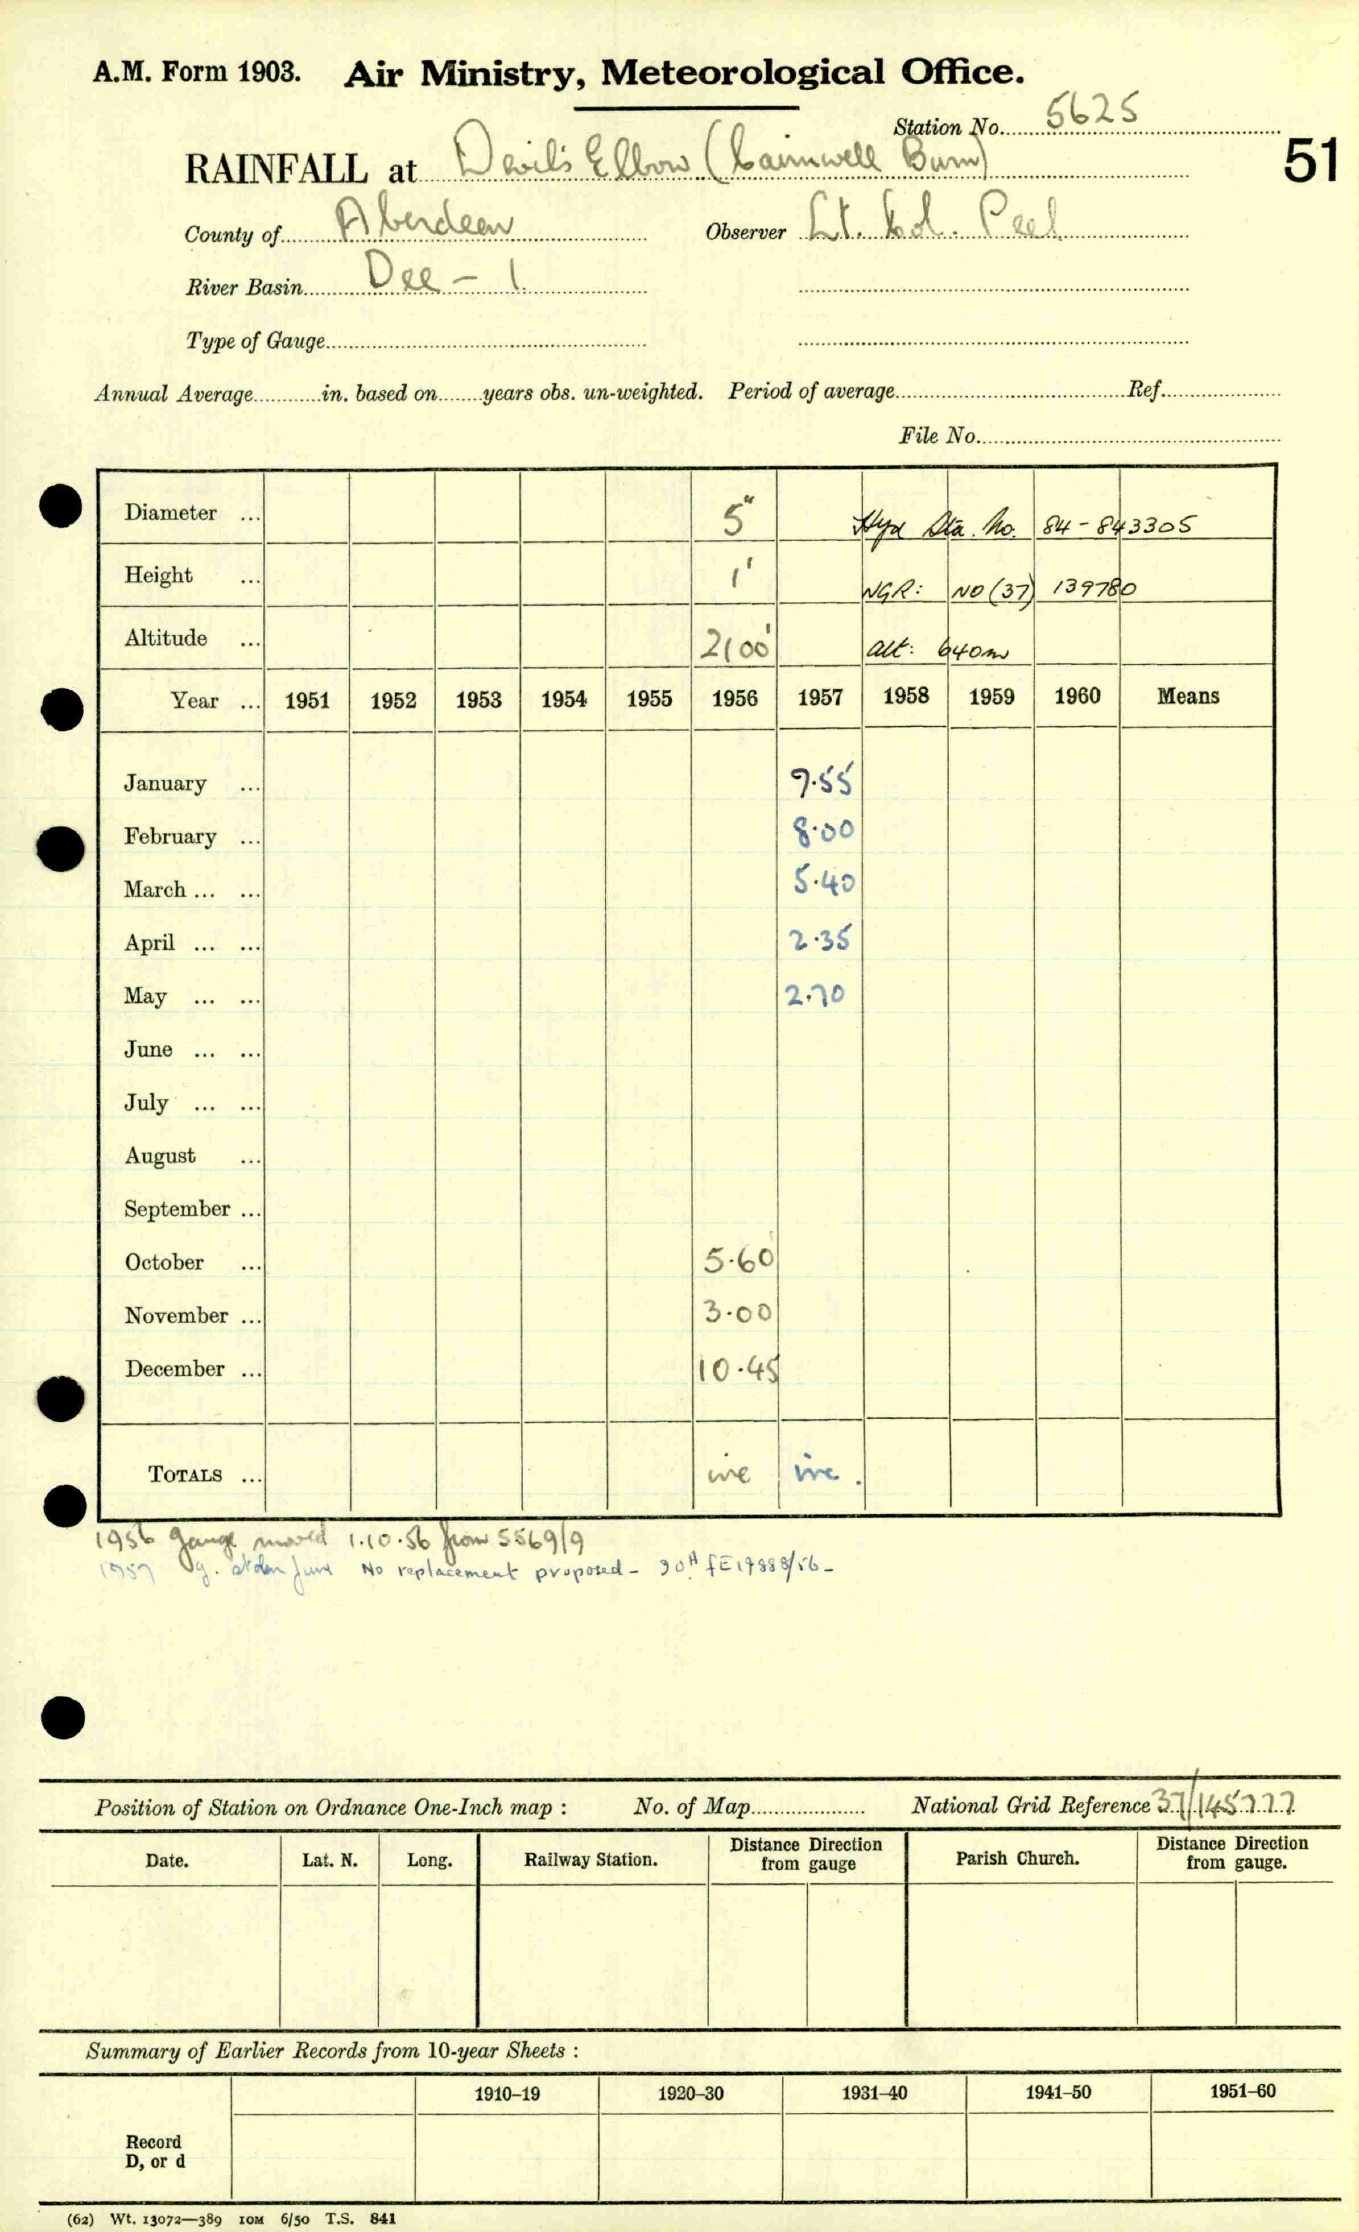 A.M. Form 1903. Air Ministry, Meteorological Office.
Station No. 5625
RAINFALL at Devil's Elbow (Cairnwell Burn)
51
County of Aberdeen Observer Lt. Col. Peel
River Basin Dee - 1
Type of Gauge
Annual Average in. based on years obs. un-weighted. Period of average Ref.
File No.
Diameter ... 5" Hyd Sta. No. 84-843305
Height ... 1' NGR: NO(37) 139780
Altitude ... 2100' alt: 640m
Year ... 1951 1952 1953 1954 1955 1956 1957 1958 1959 1960 Means
January ... 9.55
February ... 8.00
March ... ... 5.40
April ... ... 2.35
May ... ... 2.70
June ... ...
July ... ...
August ...
September ...
October ... 5.60
November ... 3.00
December ... 10.45
TOTALS ... inc inc.
1956 gauge moved 1.10.56 from 5569/9
1957 g. stolen June No replacement proposed -
Position of Station on Ordnance One-Inch map : No. of Map National Grid Reference 37/145777
Date. Lat. N. Long. Railway Station. Distance Direction from gauge Parish Church. Distance Direction from gauge.
Summary of Earlier Records from 10-year Sheets :
1910-19 1920-30 1931-40 1941-50 1951-60
Record
D, or d
(62) Wt. 13072—389 10M 6/50 T.S. 841